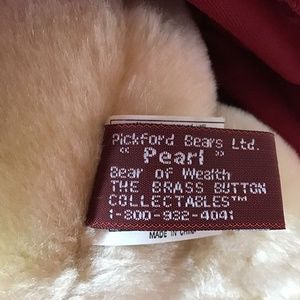 Pickford Bears Ltd.
"Pearl"
Bear of Wealth
THE BRASS BUTTON
COLLECTABLES™
1-800-932-4041
MADE IN CHINA